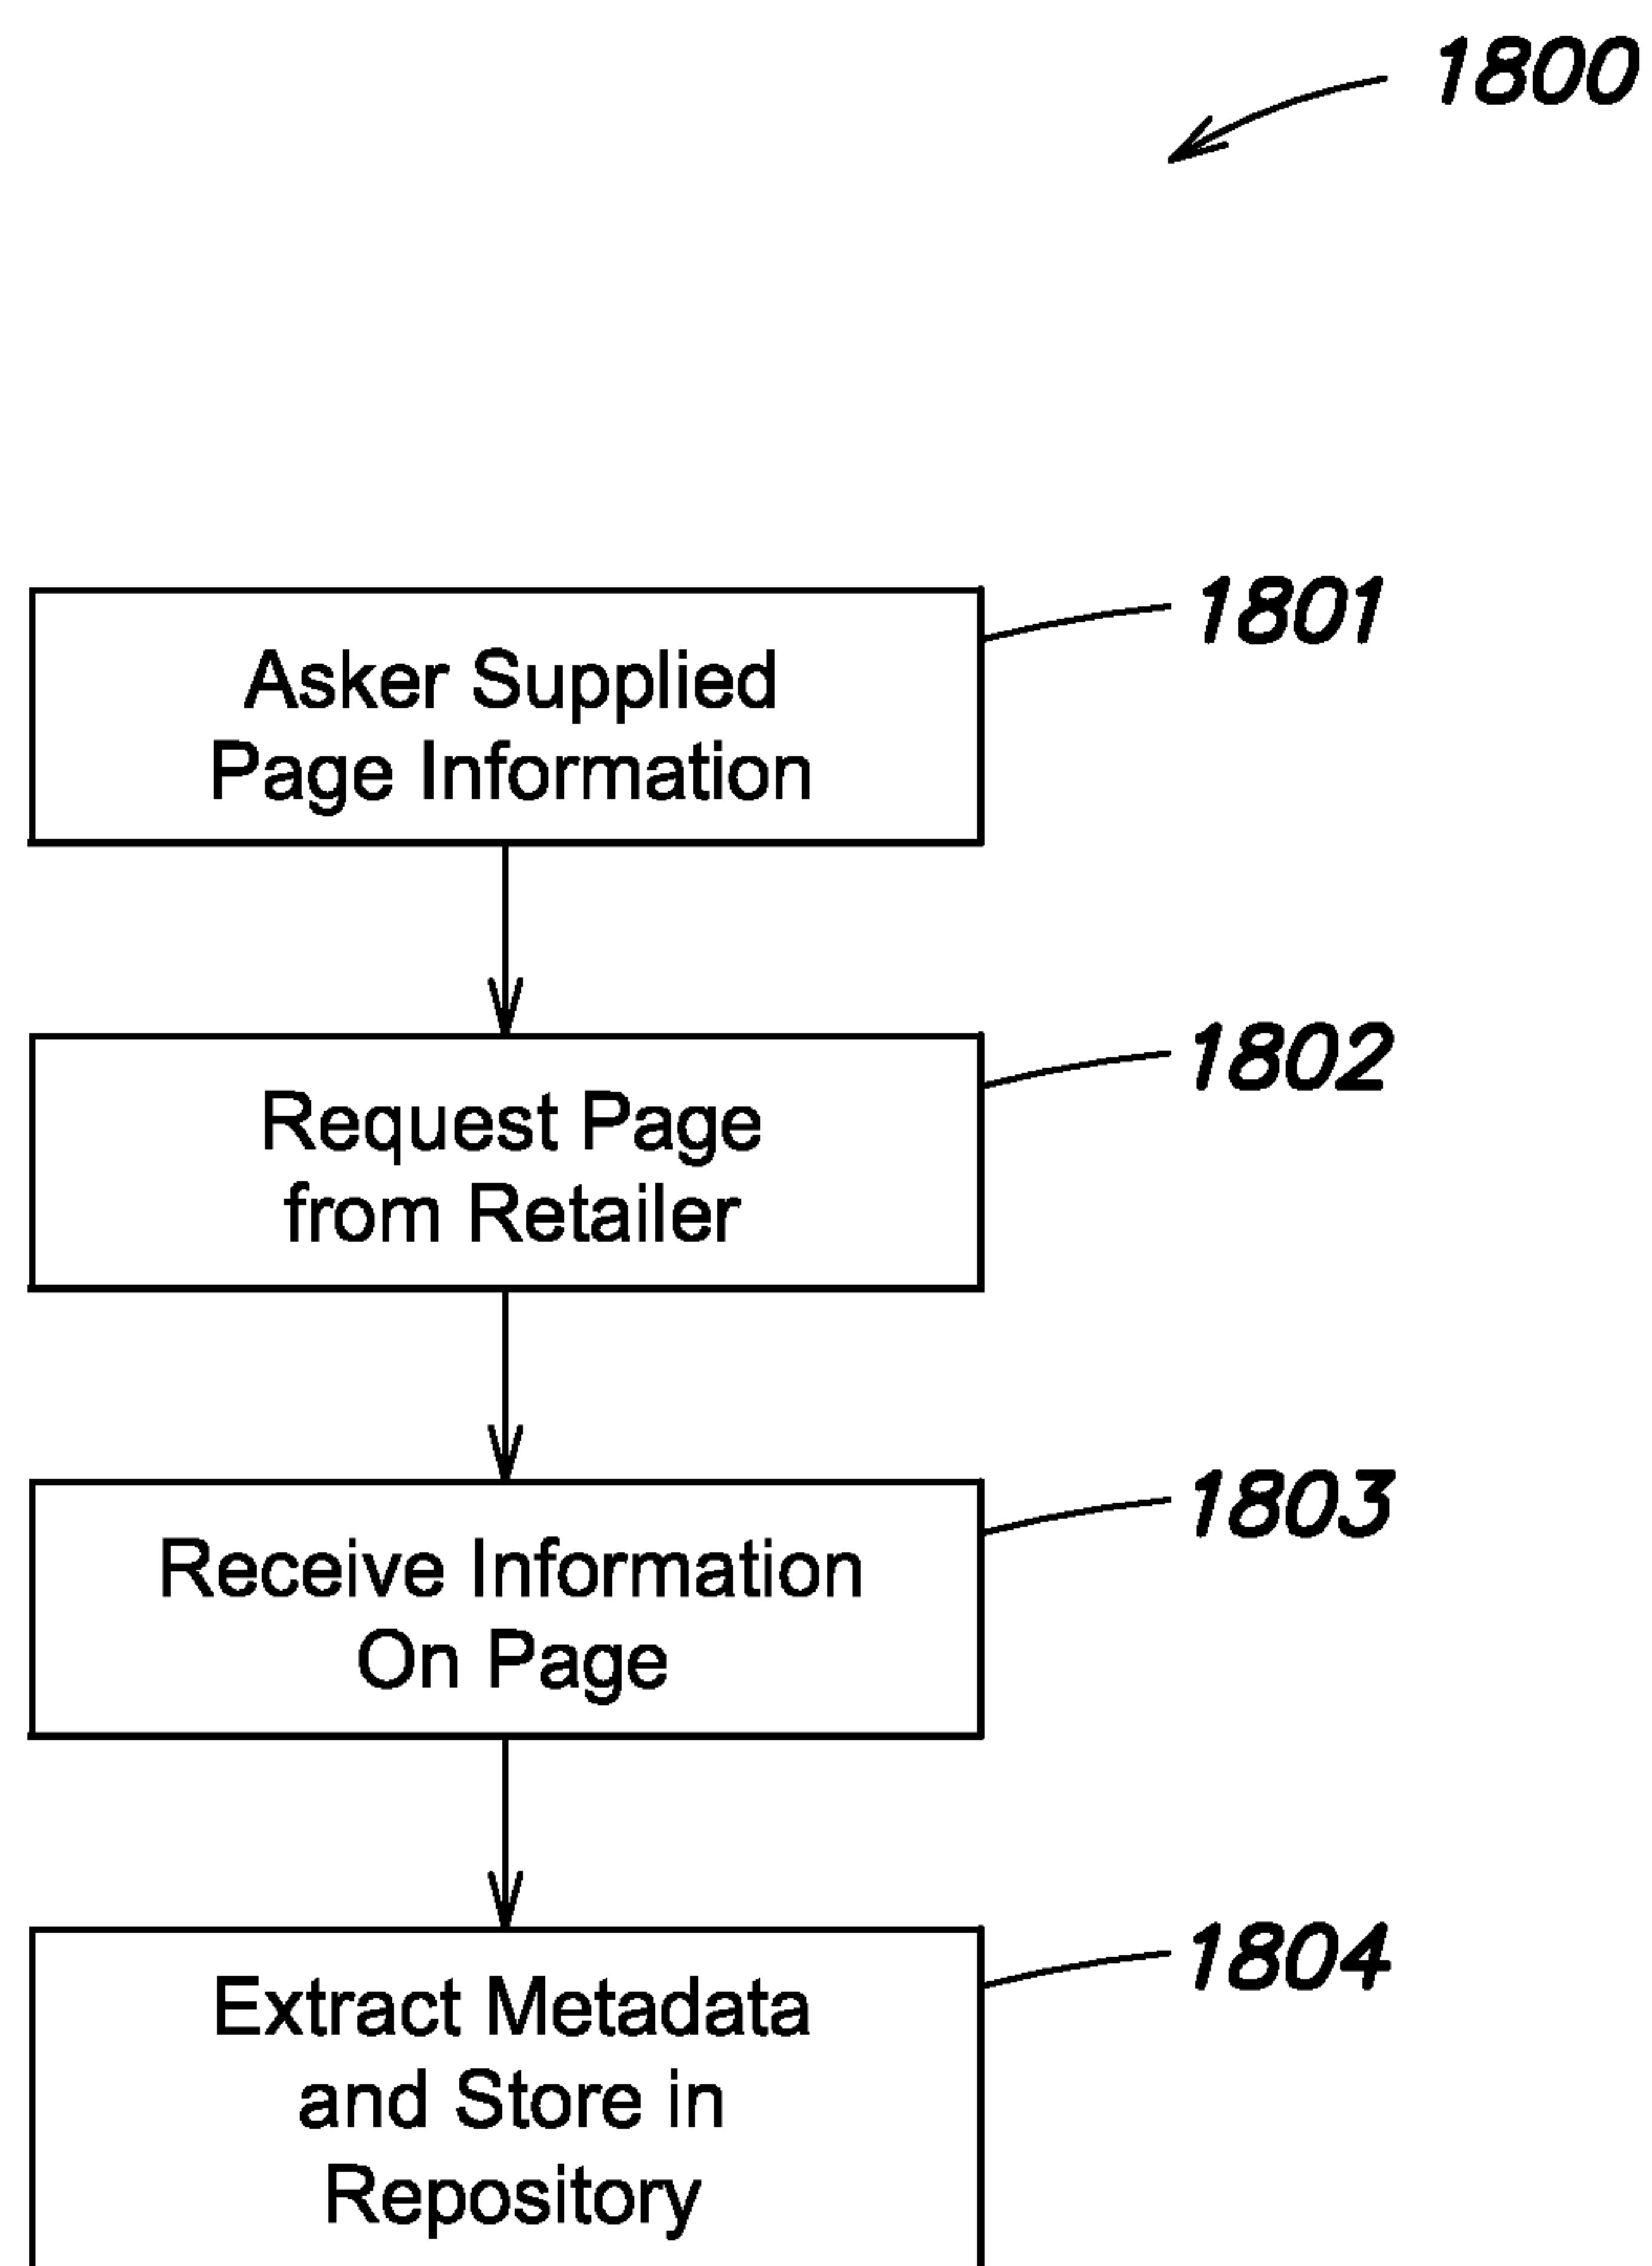 1800
Asker Supplied
Page Information
1801
Request Page
from Retailer
1802
Receive Information
On Page
1803
Extract Metadata
and Store in
Repository
1804